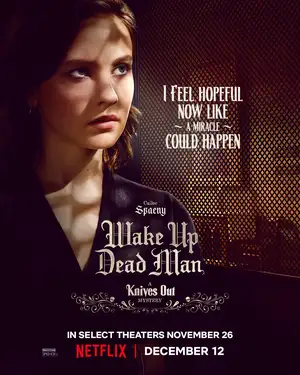 I FEEL HOPEFUL
NOW LIKE
~ A MIRACLE ~
COULD HAPPEN
Cailee
Spaeny
Wake Up
Dead Man
A
Knives Out
MYSTERY
IN SELECT THEATERS NOVEMBER 26
NETFLIX | DECEMBER 12